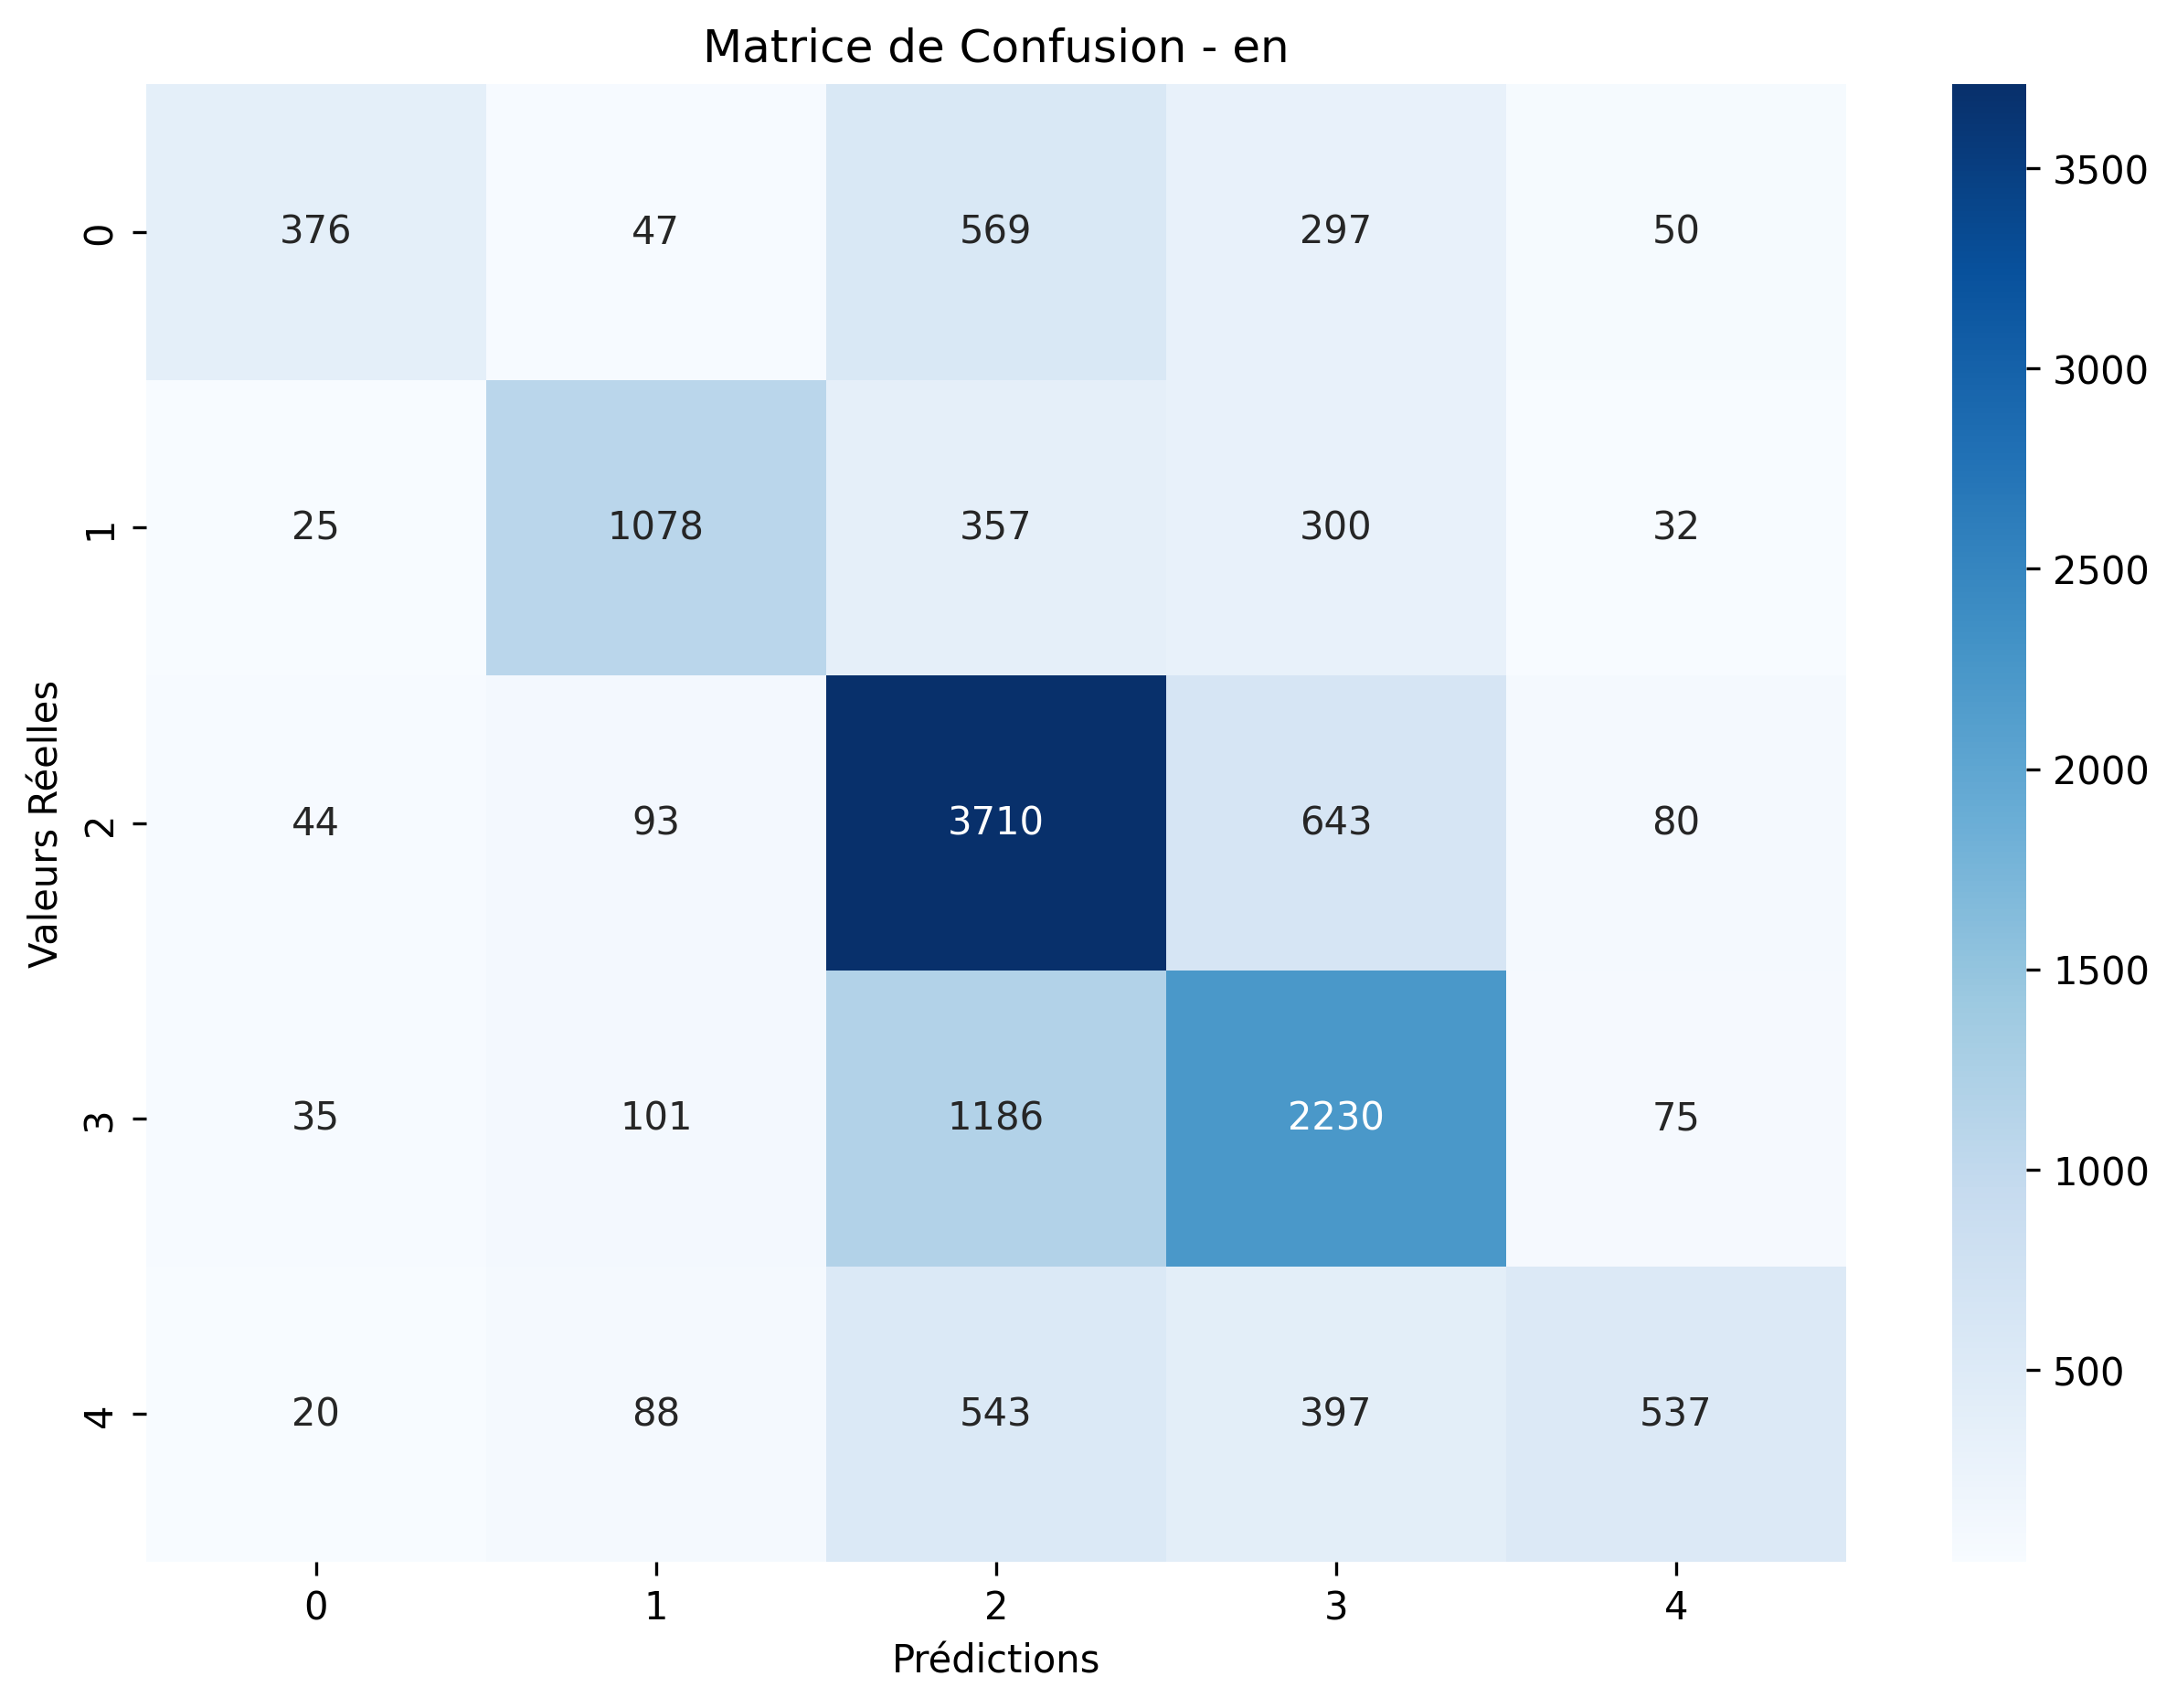 Matrice de Confusion - en
Valeurs Réelles
0 376 47 569 297 50
1 25 1078 357 300 32
2 44 93 3710 643 80
3 35 101 1186 2230 75
4 20 88 543 397 537
0 1 2 3 4
Prédictions
3500
3000
2500
2000
1500
1000
500